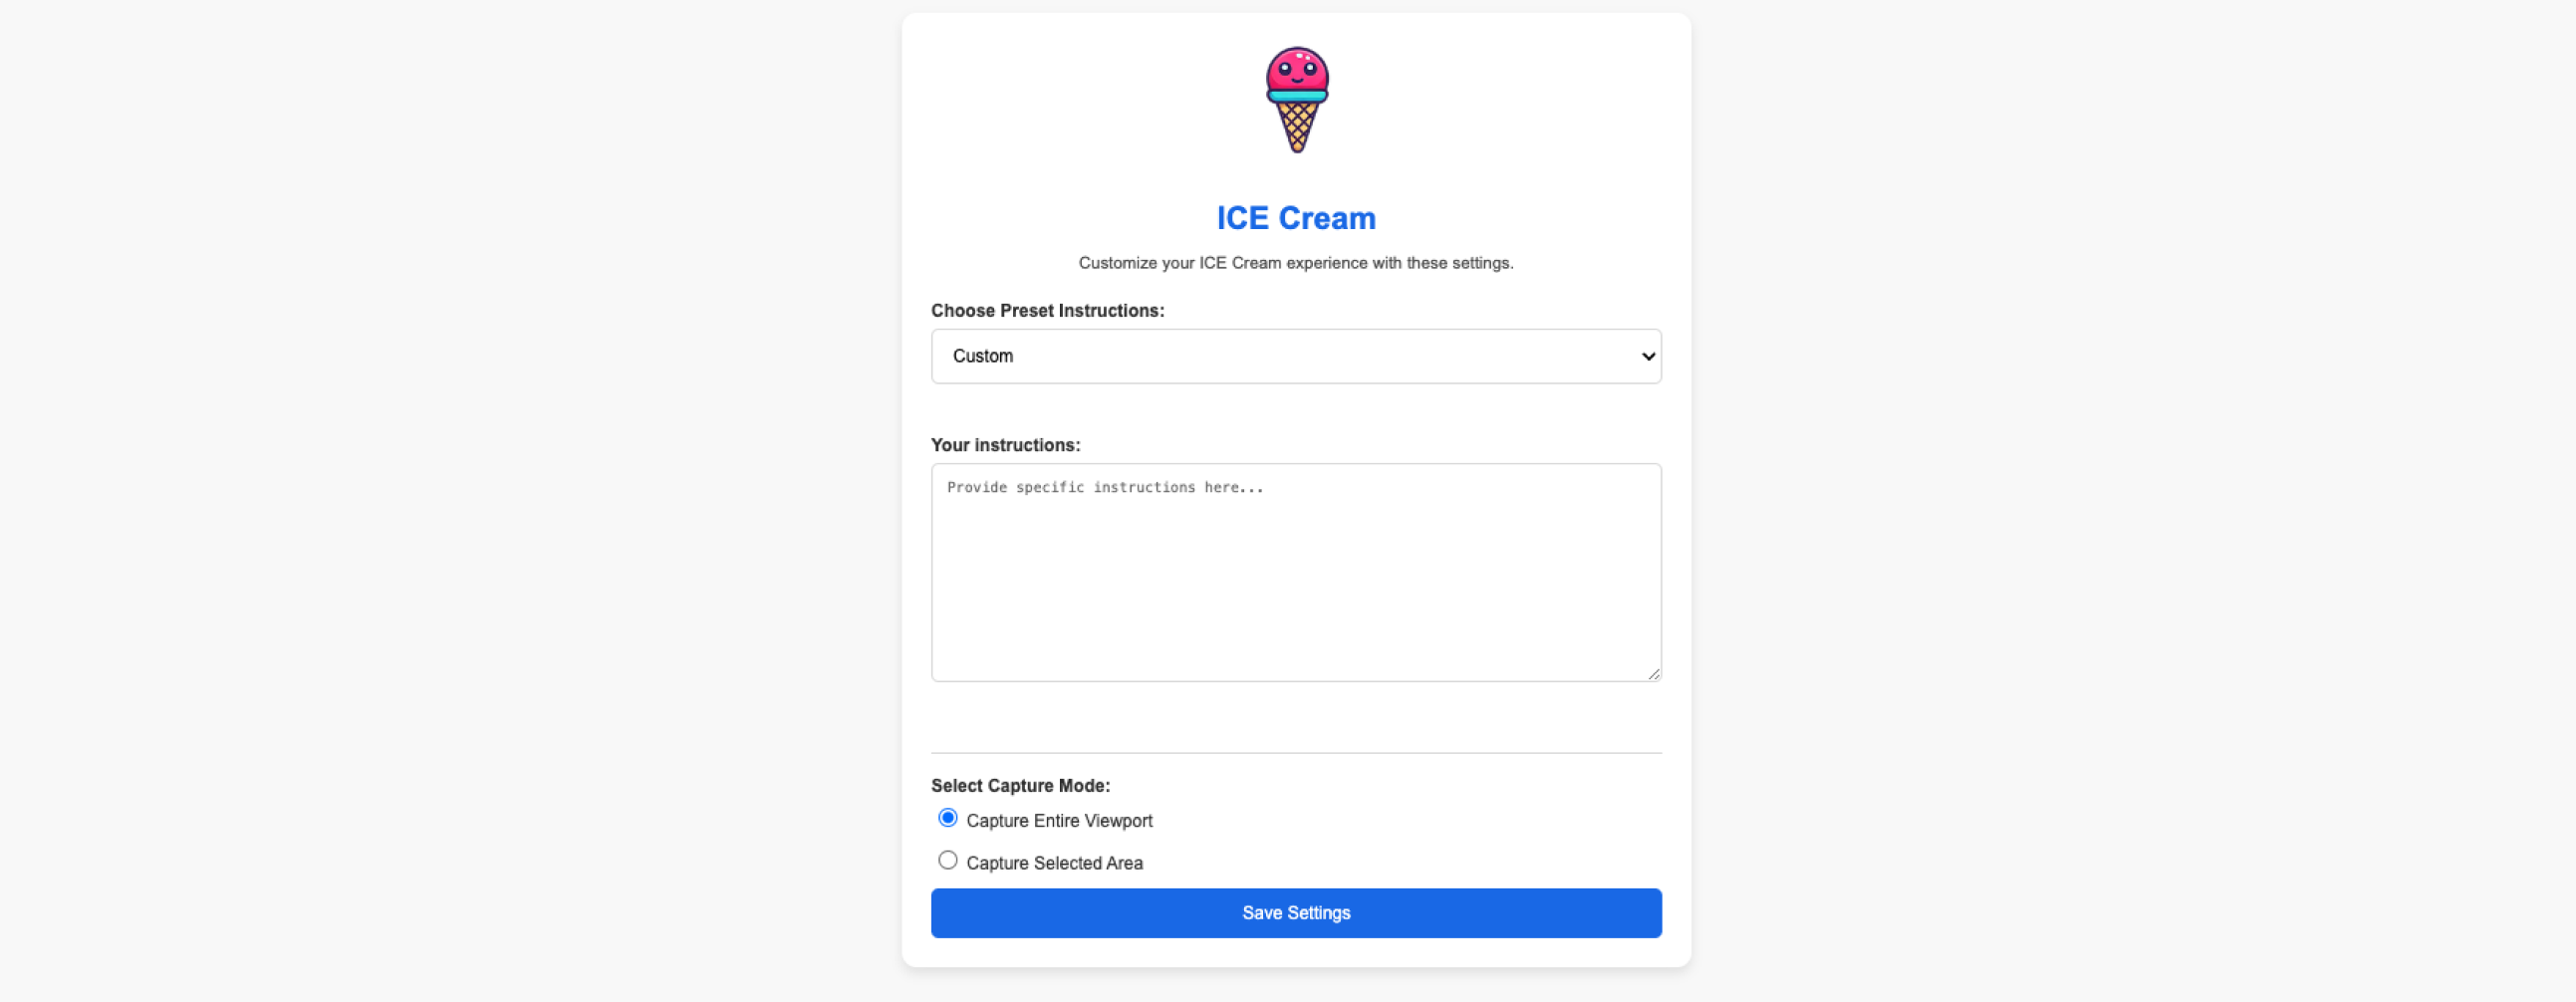 ICE Cream
Customize your ICE Cream experience with these settings.
Choose Preset Instructions:
Custom
Your instructions:
Provide specific instructions here...
Select Capture Mode:
Capture Entire Viewport
Capture Selected Area
Save Settings